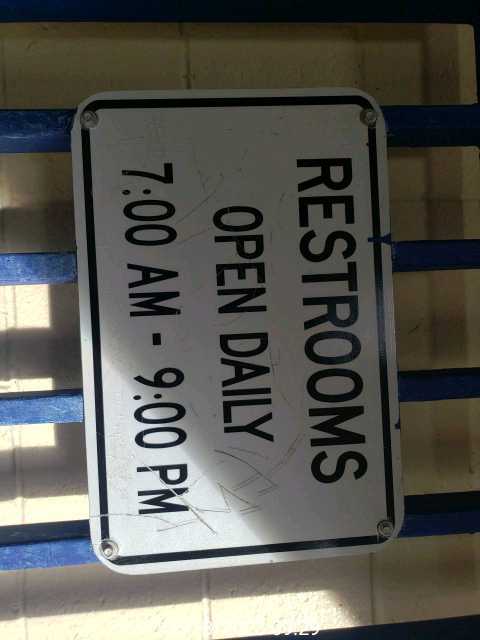 RESTROOMS
OPEN DAILY
7:00 AM - 9:00 PM